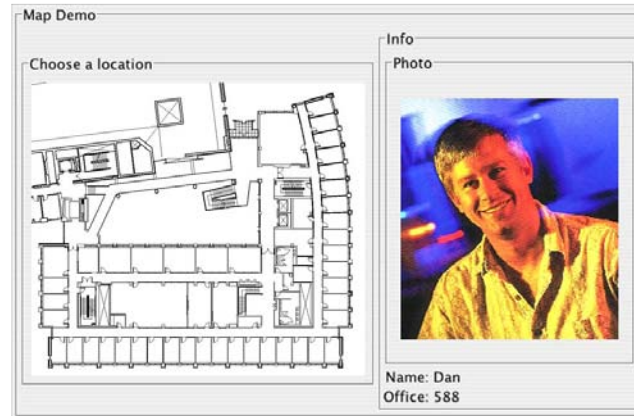 Map Demo
Choose a location
Info
Photo
Name: Dan
Office: 588